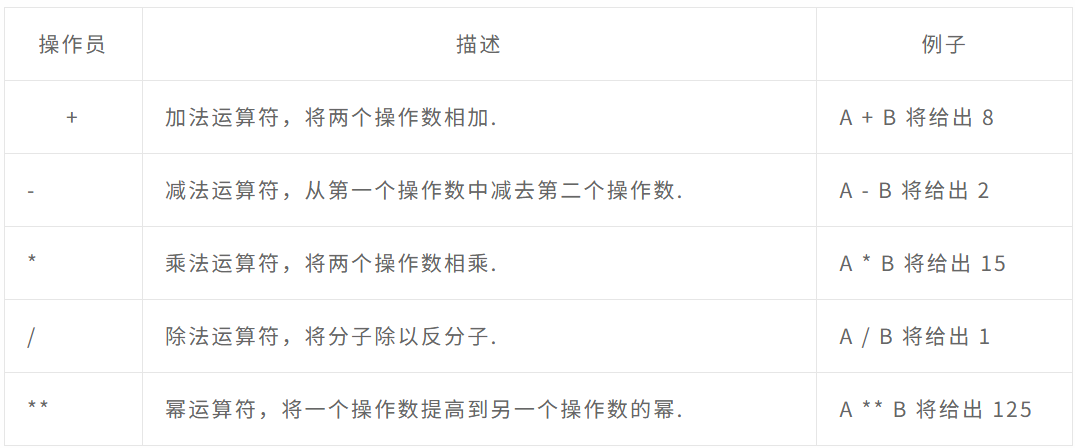 操作员 描述 例子
+ 加法运算符，将两个操作数相加. A + B 将给出 8
- 减法运算符，从第一个操作数中减去第二个操作数. A - B 将给出 2
* 乘法运算符，将两个操作数相乘. A * B 将给出 15
/ 除法运算符，将分子除以反分子. A / B 将给出 1
** 幂运算符，将一个操作数提高到另一个操作数的幂. A ** B 将给出 125